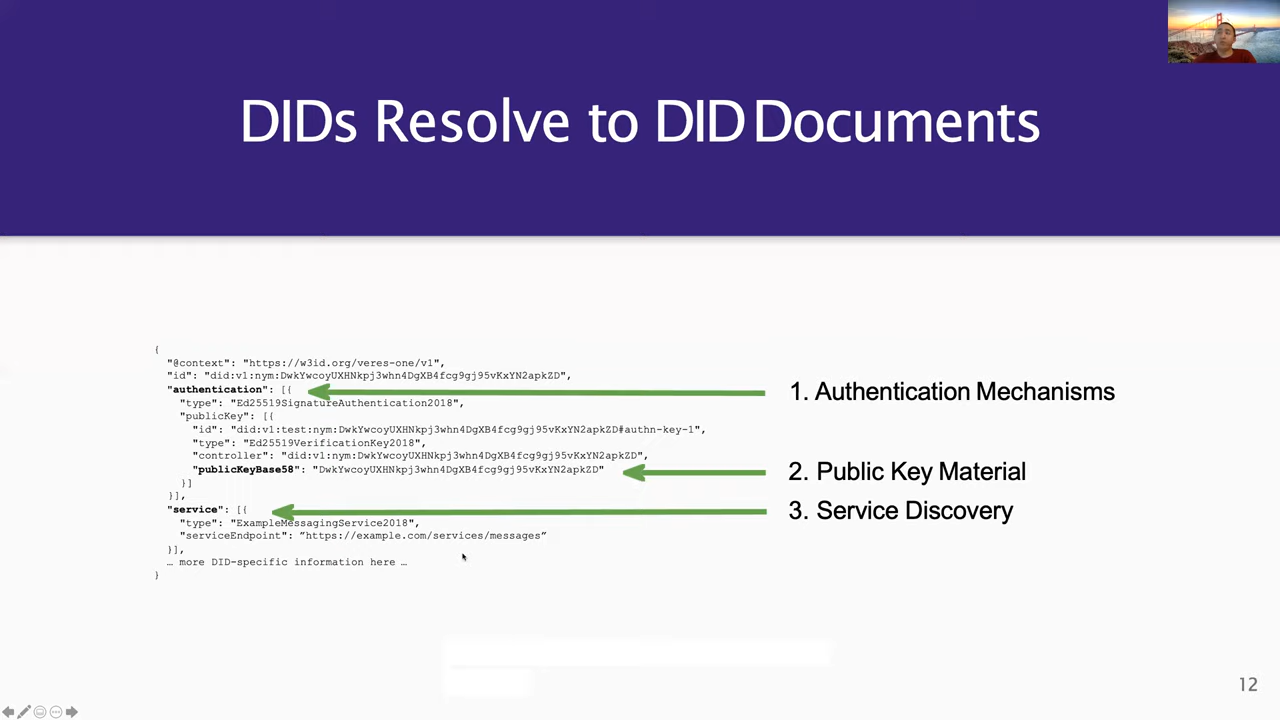 DIDs Resolve to DID Documents
{
"@context": "https://w3id.org/veres-one/v1",
"id": "did:v1:nym:DwkYwcoyUXHNkpj3whn4DgXB4fcg9gj95vKxYN2apkZD",
"authentication": [{
"type": "Ed25519SignatureAuthentication2018",
"publicKey": [{
"id": "did:v1:test:nym:DwkYwcoyUXHNkpj3whn4DgXB4fcg9gj95vKxYN2apkZD#authn-key-1",
"type": "Ed25519VerificationKey2018",
"controller": "did:v1:nym:DwkYwcoyUXHNkpj3whn4DgXB4fcg9gj95vKxYN2apkZD",
"publicKeyBase58": "DwkYwcoyUXHNkpj3whn4DgXB4fcg9gj95vKxYN2apkZD"
}]
}],
"service": [{
"type": "ExampleMessagingService2018",
"serviceEndpoint": ”https://example.com/services/messages”
}],
… more DID-specific information here …
}
1. Authentication Mechanisms
2. Public Key Material
3. Service Discovery
12